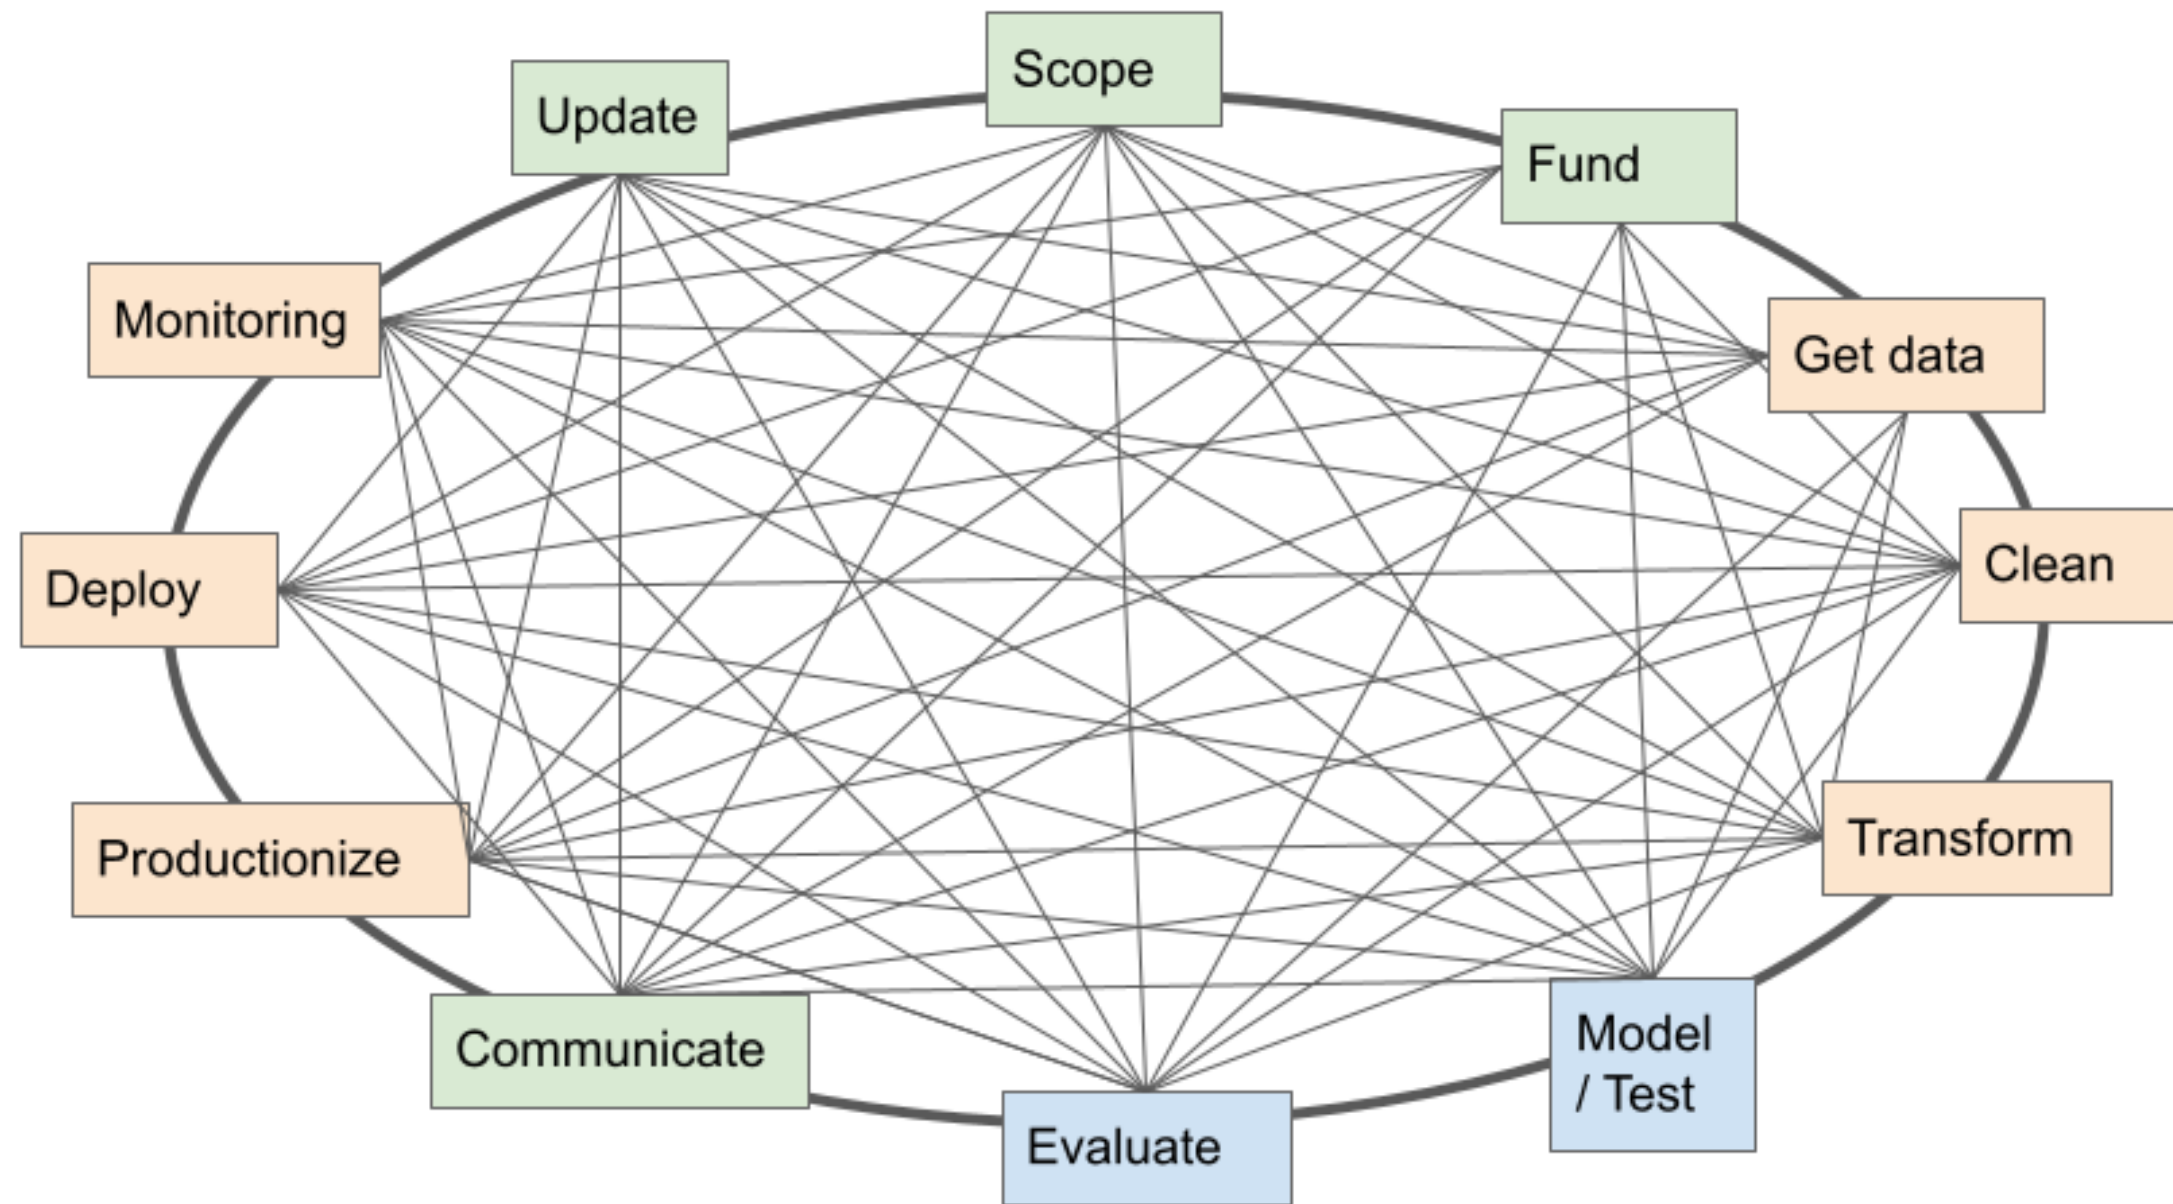 Scope
Update
Fund
Monitoring
Get data
Deploy
Clean
Productionize
Transform
Communicate
Model
/ Test
Evaluate